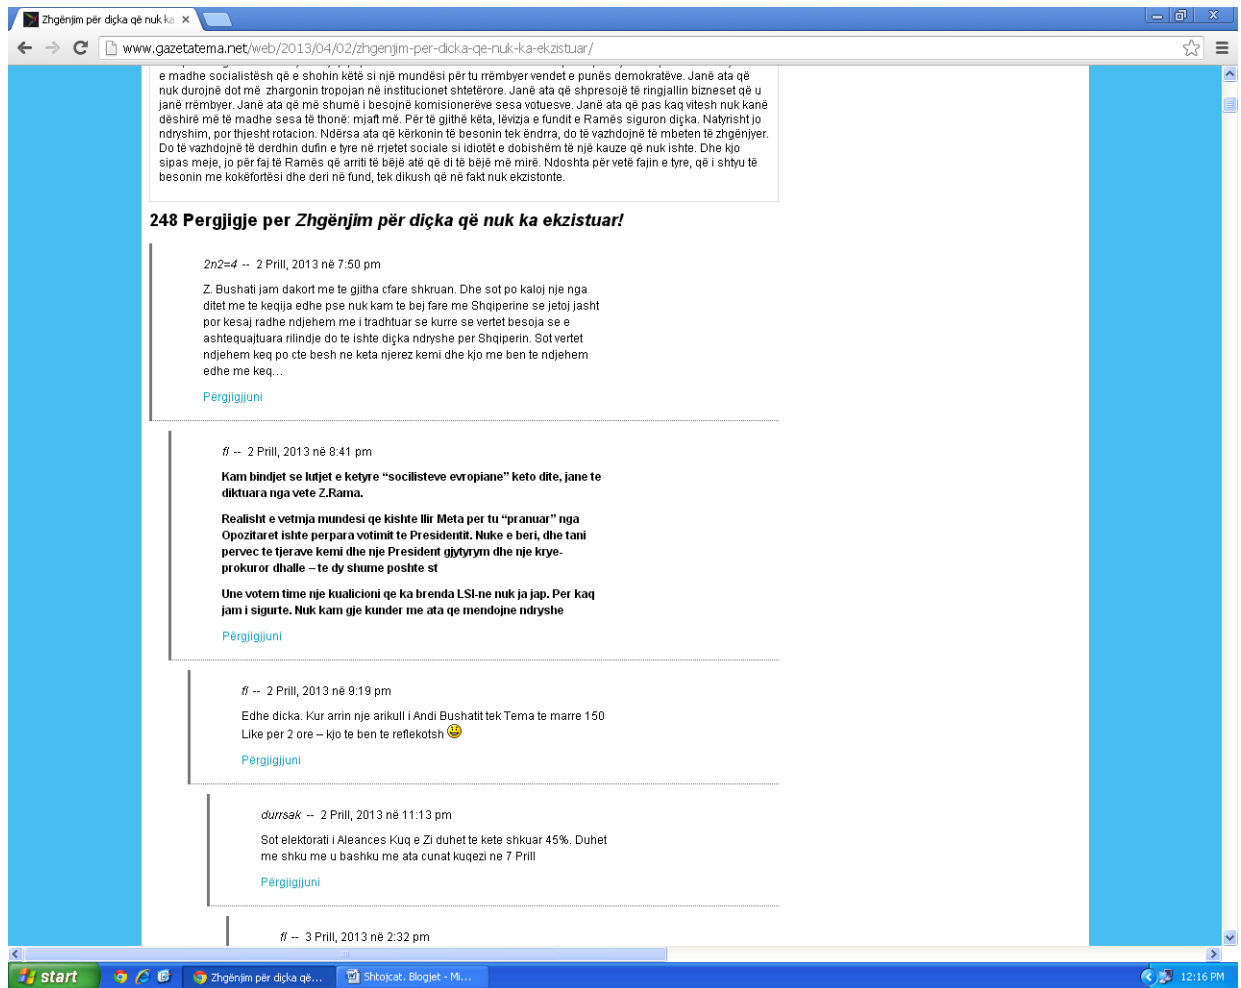 Zhgënjim për diçka që nuk ka
www.gazetatema.net/web/2013/04/02/zhgenjim-per-dicka-qe-nuk-ka-ekzistuar/
e madhe socialistësh që e shohin këtë si një mundësi për tu rrëmbyer vendet e punës demokratëve. Janë ata që
nuk durojnë dot më zhargonin tropojan në institucionet shtetërore. Janë ata që shpresojë të ringjallin bizneset që u
janë rrëmbyer. Janë ata që më shumë i besojnë komisionerëve sesa votuesve. Janë ata që pas kaq vitesh nuk kanë
dëshirë më të madhe sesa të thonë: mjaft më. Për të gjithë këta, lëvizja e fundit e Ramës siguron diçka. Natyrisht jo
ndryshim, por thjesht rotacion. Ndërsa ata që kërkonin të besonin tek ëndrra, do të vazhdojnë të mbeten të zhgënjyer.
Do të vazhdojnë të derdhin dufin e tyre në rrjetet sociale si idiotët e dobishëm të një kauze që nuk ishte. Dhe kjo
sipas meje, jo për faj të Ramës që arriti të bëjë atë që di të bëjë më mirë. Ndoshta për vetë fajin e tyre, që i shtyu të
besonin me kokëfortësi dhe deri në fund, tek dikush që në fakt nuk ekzistonte.
248 Pergjigje per Zhgënjim për diçka që nuk ka ekzistuar!
2n2=4 -- 2 Prill, 2013 në 7:50 pm
Z. Bushati jam dakort me te gjitha cfare shkruan. Dhe sot po kaloj nje nga
ditet me te keqija edhe pse nuk kam te bej fare me Shqiperine se jetoj jasht
por kesaj radhe ndjehem me i tradhtuar se kurre se vertet besoja se e
ashtequajtuara rilindje do te ishte diçka ndryshe per Shqiperin. Sot vertet
ndjehem keq po cte besh ne keta njerez kemi dhe kjo me ben te ndjehem
edhe me keq...
Përgjigjjuni
fl -- 2 Prill, 2013 në 8:41 pm
Kam bindjet se lutjet e ketyre “socilisteve evropiane” keto dite, jane te
diktuara nga vete Z.Rama.
Realisht e vetmja mundesi qe kishte Ilir Meta per tu “pranuar” nga
Opozitaret ishte perpara votimit te Presidentit. Nuke e beri, dhe tani
pervec te tjerave kemi dhe nje President gjytyrym dhe nje krye-
prokuror dhalle – te dy shume poshte st
Une votem time nje kualicioni qe ka brenda LSI-ne nuk ja jap. Per kaq
jam i sigurte. Nuk kam gje kunder me ata qe mendojne ndryshe
Përgjigjjuni
fl -- 2 Prill, 2013 në 9:19 pm
Edhe dicka. Kur arrin nje arikull i Andi Bushatit tek Tema te marre 150
Like per 2 ore – kjo te ben te reflekotsh
Përgjigjjuni
durrsak -- 2 Prill, 2013 në 11:13 pm
Sot elektorati i Aleances Kuq e Zi duhet te kete shkuar 45%. Duhet
me shku me u bashku me ata cunat kuqezi ne 7 Prill
Përgjigjjuni
fl -- 3 Prill, 2013 në 2:32 pm
start
Zhgënjim për diçka që...
Shtojcat. Blogjet - Mi...
12:16 PM